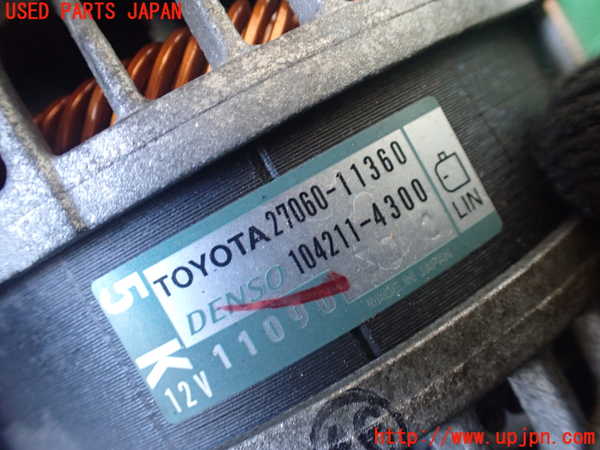 USED PARTS JAPAN
TOYOTA 27060-11360
DENSO 104211-4300
LIN
5
K
12V
MADE IN JAPAN
http://www.upjpn.com